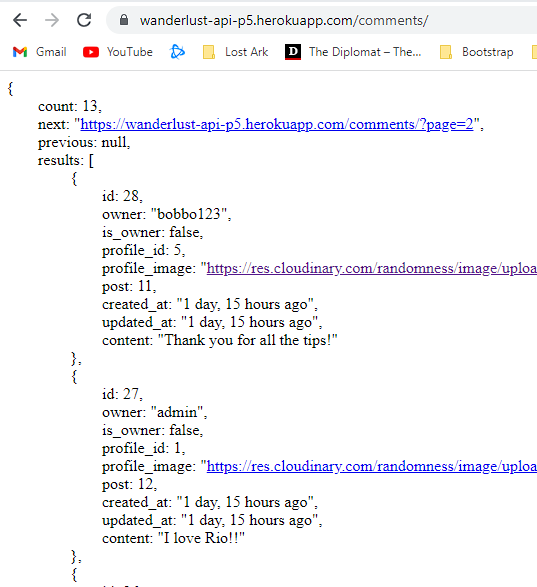 wanderlust-api-p5.herokuapp.com/comments/
Gmail YouTube Lost Ark The Diplomat – The... Bootstrap
{
count: 13,
next: "https://wanderlust-api-p5.herokuapp.com/comments/?page=2",
previous: null,
results: [
{
id: 28,
owner: "bobbo123",
is_owner: false,
profile_id: 5,
profile_image: "https://res.cloudinary.com/randomness/image/uploa
post: 11,
created_at: "1 day, 15 hours ago",
updated_at: "1 day, 15 hours ago",
content: "Thank you for all the tips!"
},
{
id: 27,
owner: "admin",
is_owner: false,
profile_id: 1,
profile_image: "https://res.cloudinary.com/randomness/image/uploa
post: 12,
created_at: "1 day, 15 hours ago",
updated_at: "1 day, 15 hours ago",
content: "I love Rio!!"
},
{